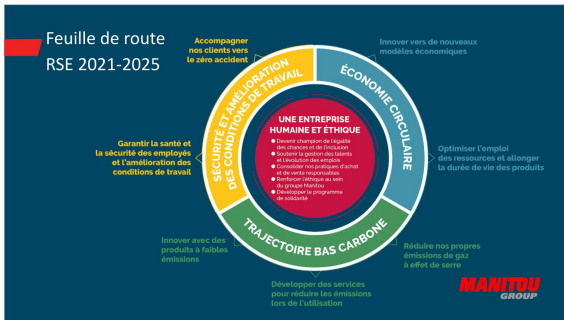 Feuille de route
RSE 2021-2025
Accompagner
nos clients vers
le zéro accident
Innover vers de nouveaux
modèles économiques
SÉCURITÉ ET AMÉLIORATION
DES CONDITIONS DE TRAVAIL
ÉCONOMIE CIRCULAIRE
UNE ENTREPRISE
HUMAINE ET ÉTHIQUE
Devenir champion de l'égalité
des chances et de l'inclusion
Soutenir la gestion des talents
et l'évolution des emplois
Consolider nos pratiques d'achat
et de vente responsables
Renforcer l'éthique au sein
du groupe Manitou
Développer le programme
de solidarité
Garantir la santé et
la sécurité des employés
et l'amélioration des
conditions de travail
Optimiser l'emploi
des ressources et allonger
la durée de vie des produits
TRAJECTOIRE BAS CARBONE
Innover avec des
produits à faibles
émissions
Réduire nos propres
émissions de gaz
à effet de serre
Développer des services
pour réduire les émissions
lors de l'utilisation
MANITOU
GROUP